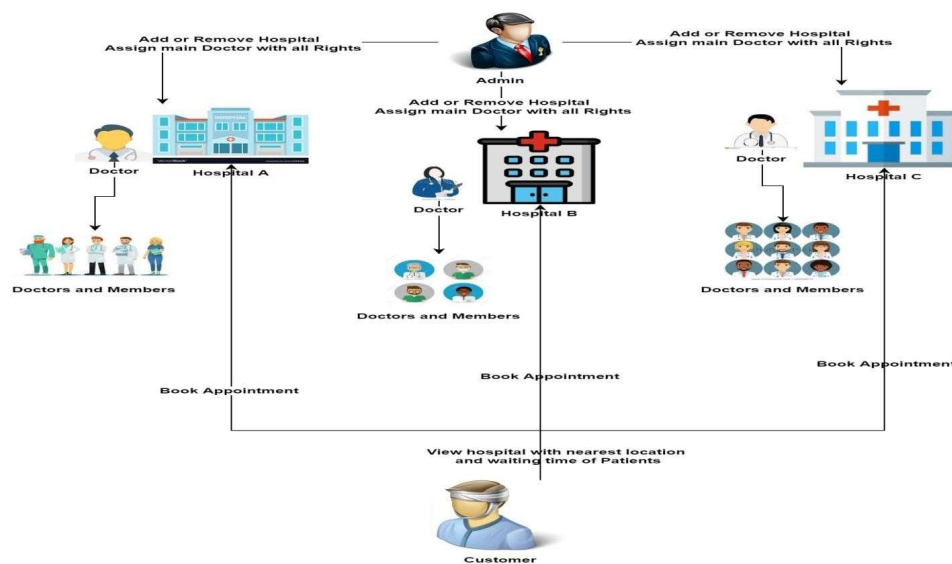 Add or Remove Hospital
Assign main Doctor with all Rights
Add or Remove Hospital
Assign main Doctor with all Rights
Admin
Add or Remove Hospital
Assign main Doctor with all Rights
HOSPITAL
Doctor
Hospital A
Doctor
Hospital B
Doctor
Hospital C
Doctors and Members
Doctors and Members
Doctors and Members
Book Appointment
Book Appointment
Book Appointment
View hospital with nearest location
and waiting time of Patients
Customer